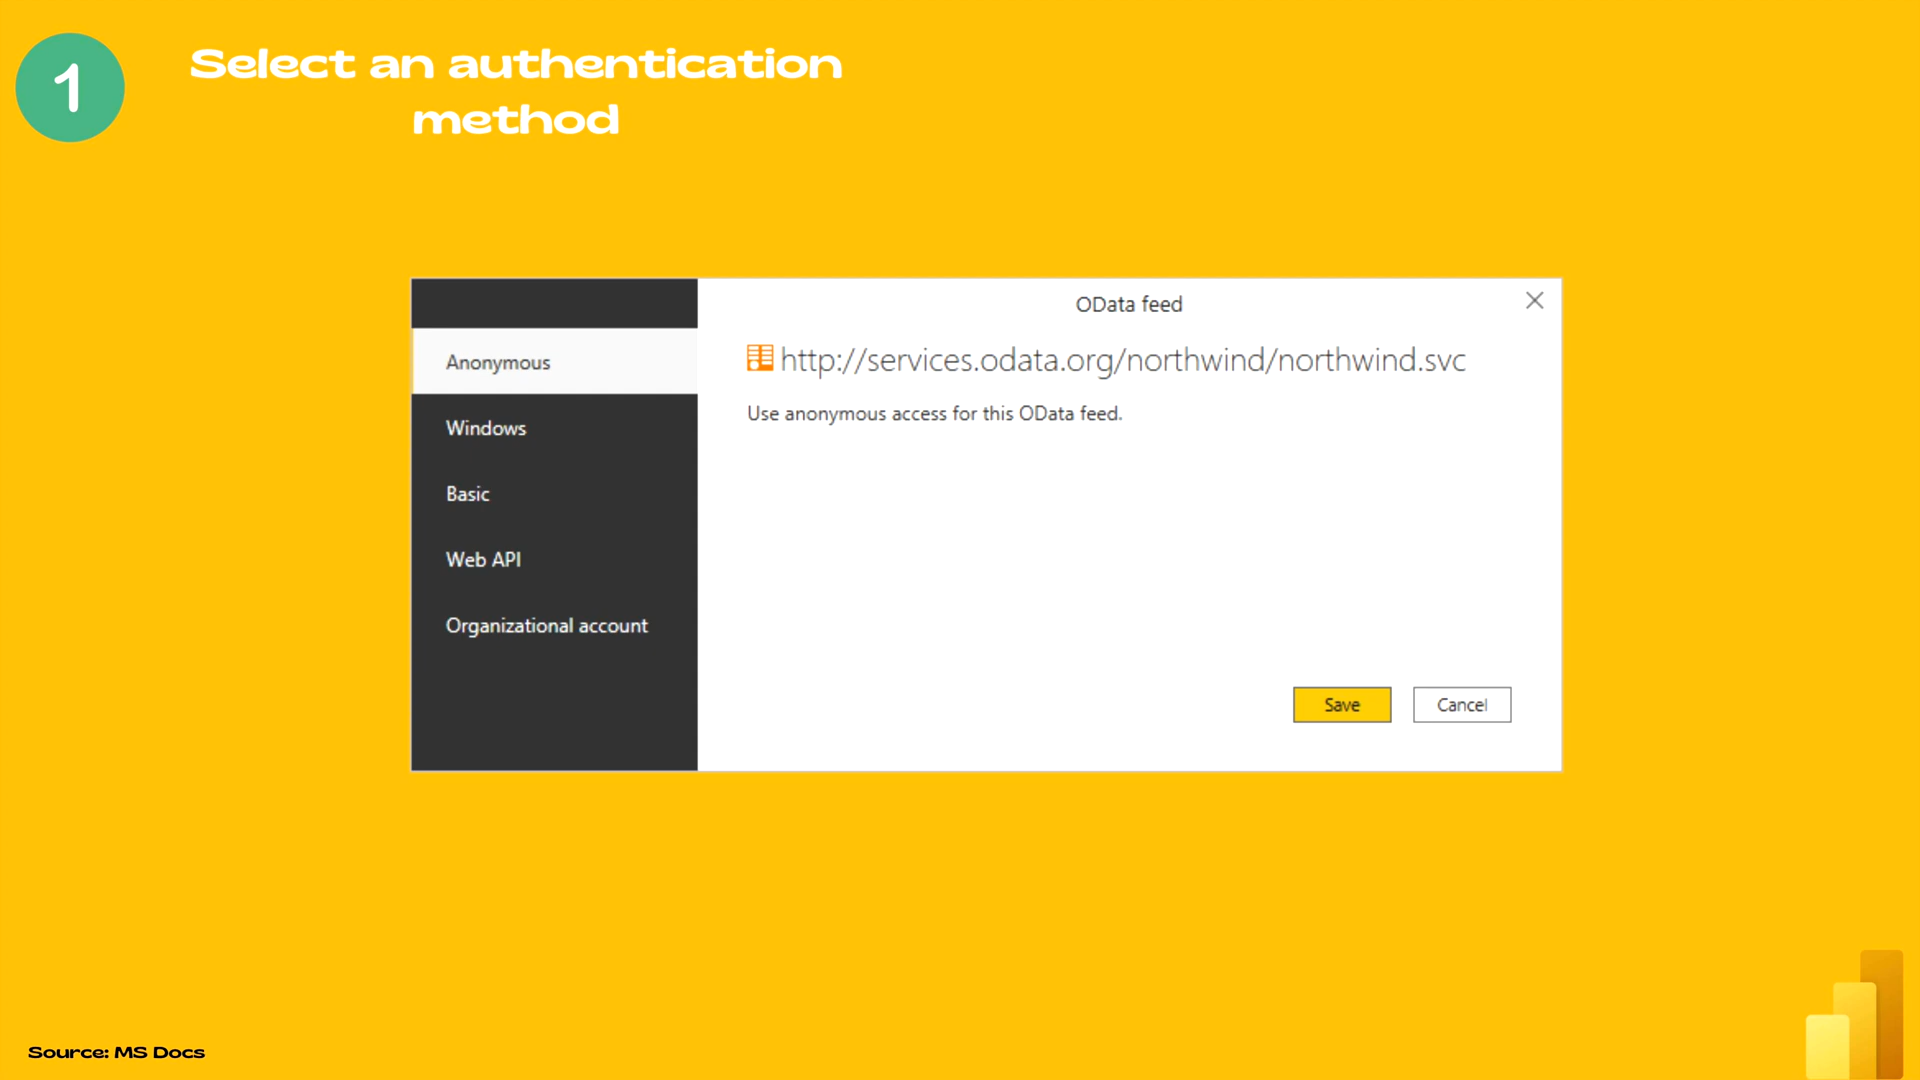 1
Select an authentication
method
OData feed
Anonymous
http://services.odata.org/northwind/northwind.svc
Use anonymous access for this OData feed.
Windows
Basic
Web API
Organizational account
Save
Cancel
Source: MS Docs